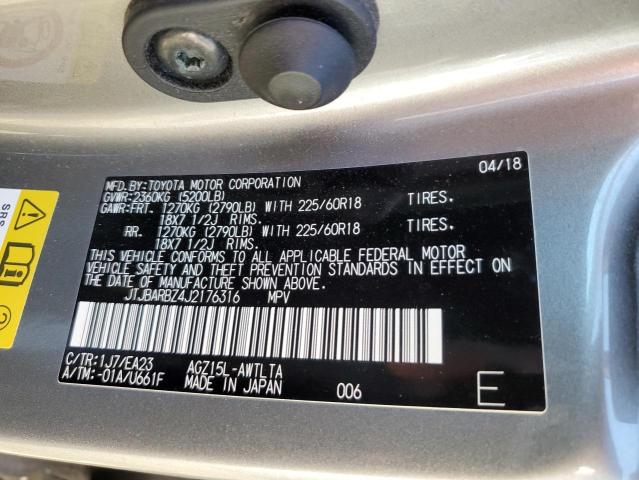 04/18
MFD.BY:TOYOTA MOTOR CORPORATION
GVWR:2360KG (5200LB)
GAWR:FRT. 1270KG (2790LB) WITH 225/60R18 TIRES.
18X7 1/2J RIMS.
RR. 1270KG (2790LB) WITH 225/60R18 TIRES.
18X7 1/2J RIMS.
THIS VEHICLE CONFORMS TO ALL APPLICABLE FEDERAL MOTOR
VEHICLE SAFETY AND THEFT PREVENTION STANDARDS IN EFFECT ON
THE DATE OF MANUFACTURE SHOWN ABOVE.
JTJBARBZ4J2176316 MPV
C/TR:1J7/EA23 AGZ15L-AWTLTA
A/TM:-01A/U661F MADE IN JAPAN 006 E
SRS